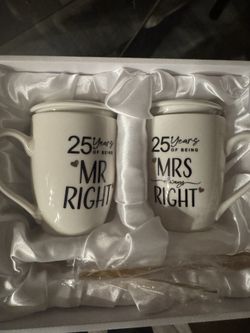 25 Years
OF BEING
MR
RIGHT
25 Years
OF BEING
MRS
always
RIGHT